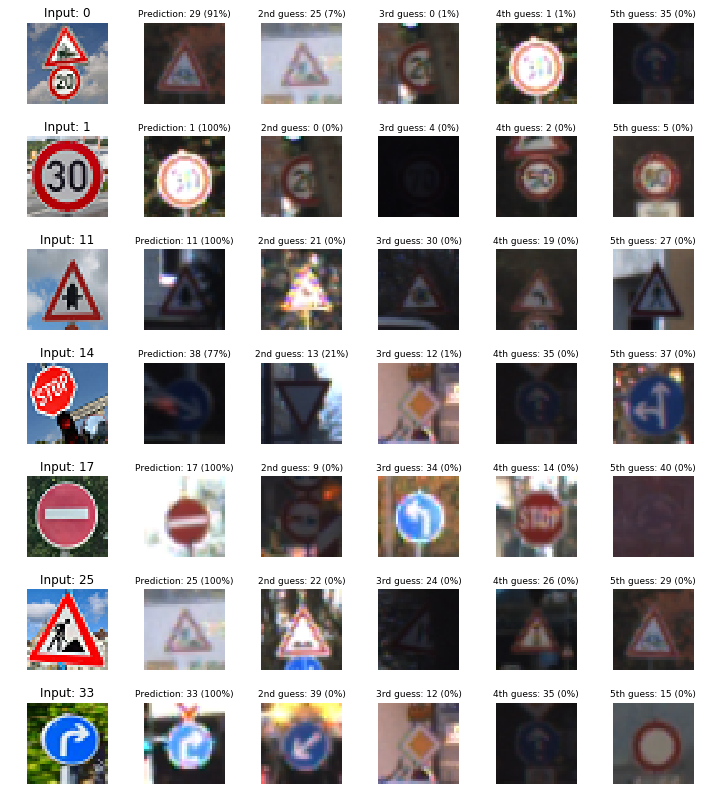 Input: 0 Prediction: 29 (91%) 2nd guess: 25 (7%) 3rd guess: 0 (1%) 4th guess: 1 (1%) 5th guess: 35 (0%)
20
Input: 1 Prediction: 1 (100%) 2nd guess: 0 (0%) 3rd guess: 4 (0%) 4th guess: 2 (0%) 5th guess: 5 (0%)
30
Input: 11 Prediction: 11 (100%) 2nd guess: 21 (0%) 3rd guess: 30 (0%) 4th guess: 19 (0%) 5th guess: 27 (0%)
Input: 14 Prediction: 38 (77%) 2nd guess: 13 (21%) 3rd guess: 12 (1%) 4th guess: 35 (0%) 5th guess: 37 (0%)
STOP
Input: 17 Prediction: 17 (100%) 2nd guess: 9 (0%) 3rd guess: 34 (0%) 4th guess: 14 (0%) 5th guess: 40 (0%)
STOP
Input: 25 Prediction: 25 (100%) 2nd guess: 22 (0%) 3rd guess: 24 (0%) 4th guess: 26 (0%) 5th guess: 29 (0%)
Input: 33 Prediction: 33 (100%) 2nd guess: 39 (0%) 3rd guess: 12 (0%) 4th guess: 35 (0%) 5th guess: 15 (0%)